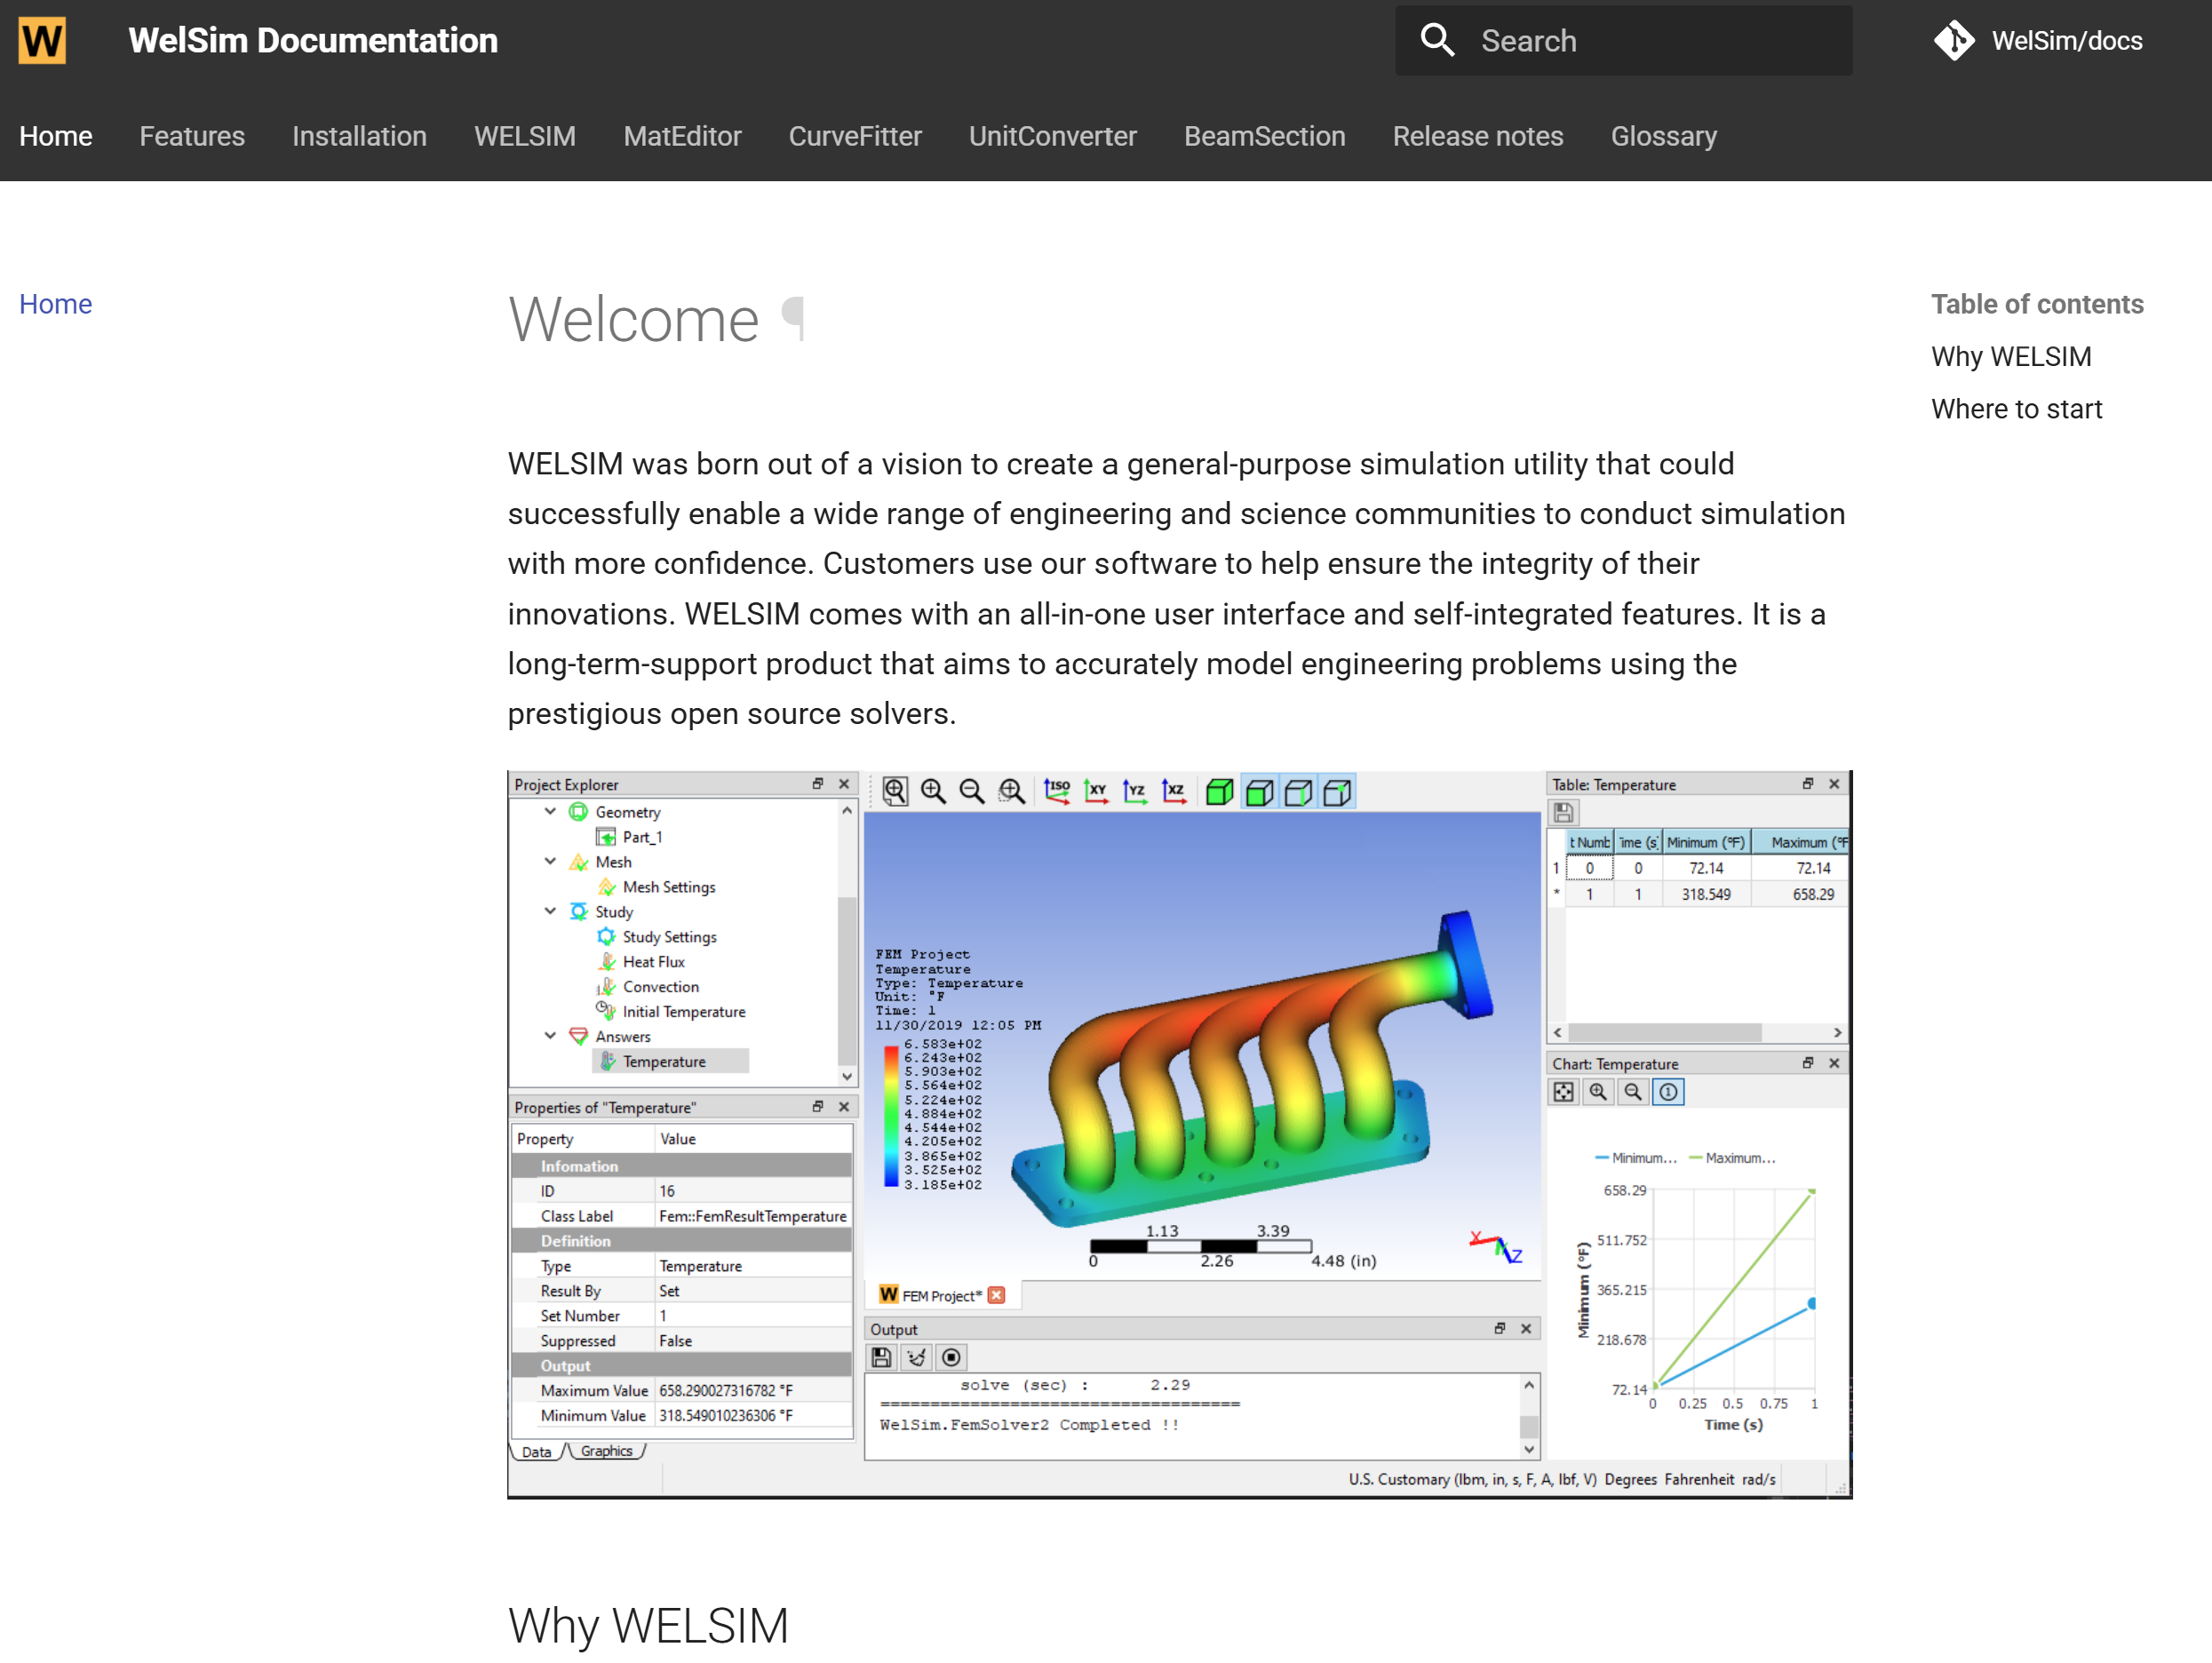 W
WelSim Documentation
Search
WelSim/docs
Home
Features
Installation
WELSIM
MatEditor
CurveFitter
UnitConverter
BeamSection
Release notes
Glossary
Home
Welcome ¶
Table of contents
Why WELSIM
Where to start
WELSIM was born out of a vision to create a general-purpose simulation utility that could
successfully enable a wide range of engineering and science communities to conduct simulation
with more confidence. Customers use our software to help ensure the integrity of their
innovations. WELSIM comes with an all-in-one user interface and self-integrated features. It is a
long-term-support product that aims to accurately model engineering problems using the
prestigious open source solvers.
Project Explorer
Geometry
Part_1
Mesh
Mesh Settings
Study
Study Settings
Heat Flux
Convection
Initial Temperature
Answers
Temperature
Properties of "Temperature"
Property Value
Infomation
ID 16
Class Label Fem::FemResultTemperature
Definition
Type Temperature
Result By Set
Set Number 1
Suppressed False
Output
Maximum Value 658.290027316782 °F
Minimum Value 318.549010236306 °F
Data Graphics
ISO XY YZ XZ
FEM Project
Temperature
Type: Temperature
Unit: °F
Time: 1
11/30/2019 12:05 PM
6.583e+02
6.243e+02
5.903e+02
5.564e+02
5.224e+02
4.884e+02
4.544e+02
4.205e+02
3.865e+02
3.525e+02
3.185e+02
1.13 3.39
0 2.26 4.48 (in)
X Z
W FEM Project*
Output
solve (sec) : 2.29
====================================
WelSim.FemSolver2 Completed !!
Table: Temperature
t Numb ime (s) Minimum (°F) Maximum (°F
1 0 0 72.14 72.14
* 1 1 318.549 658.29
Chart: Temperature
Minimum... Maximum...
658.29
511.752
365.215
218.678
72.14
Minimum (°F)
0 0.25 0.5 0.75 1
Time (s)
U.S. Customary (lbm, in, s, F, A, lbf, V) Degrees Fahrenheit rad/s
Why WELSIM